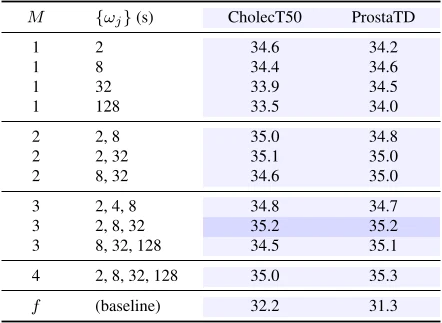 M {ω_j} (s) CholecT50 ProstaTD
1 2 34.6 34.2
1 8 34.4 34.6
1 32 33.9 34.5
1 128 33.5 34.0
2 2, 8 35.0 34.8
2 2, 32 35.1 35.0
2 8, 32 34.6 35.0
3 2, 4, 8 34.8 34.7
3 2, 8, 32 35.2 35.2
3 8, 32, 128 34.5 35.1
4 2, 8, 32, 128 35.0 35.3
f (baseline) 32.2 31.3